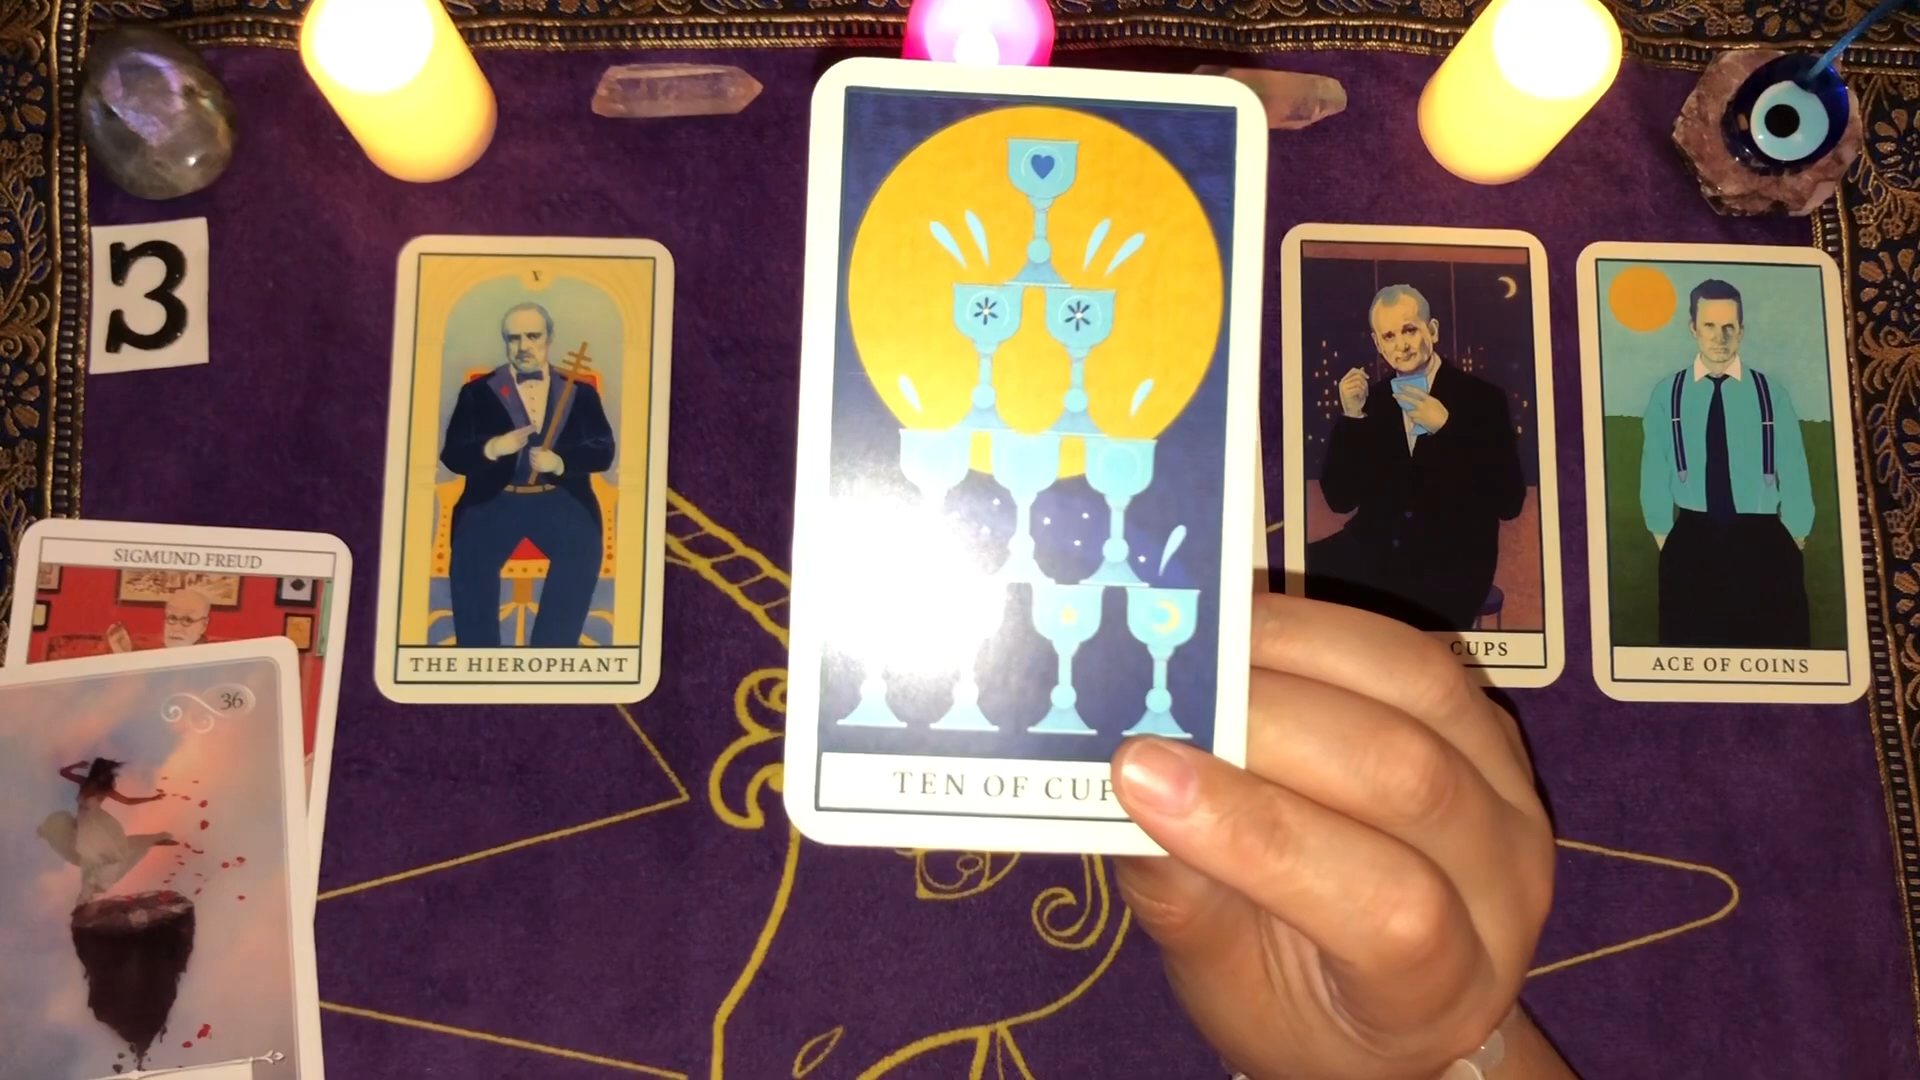 3
V
THE HIEROPHANT
TEN OF CUP
CUPS
ACE OF COINS
SIGMUND FREUD
36